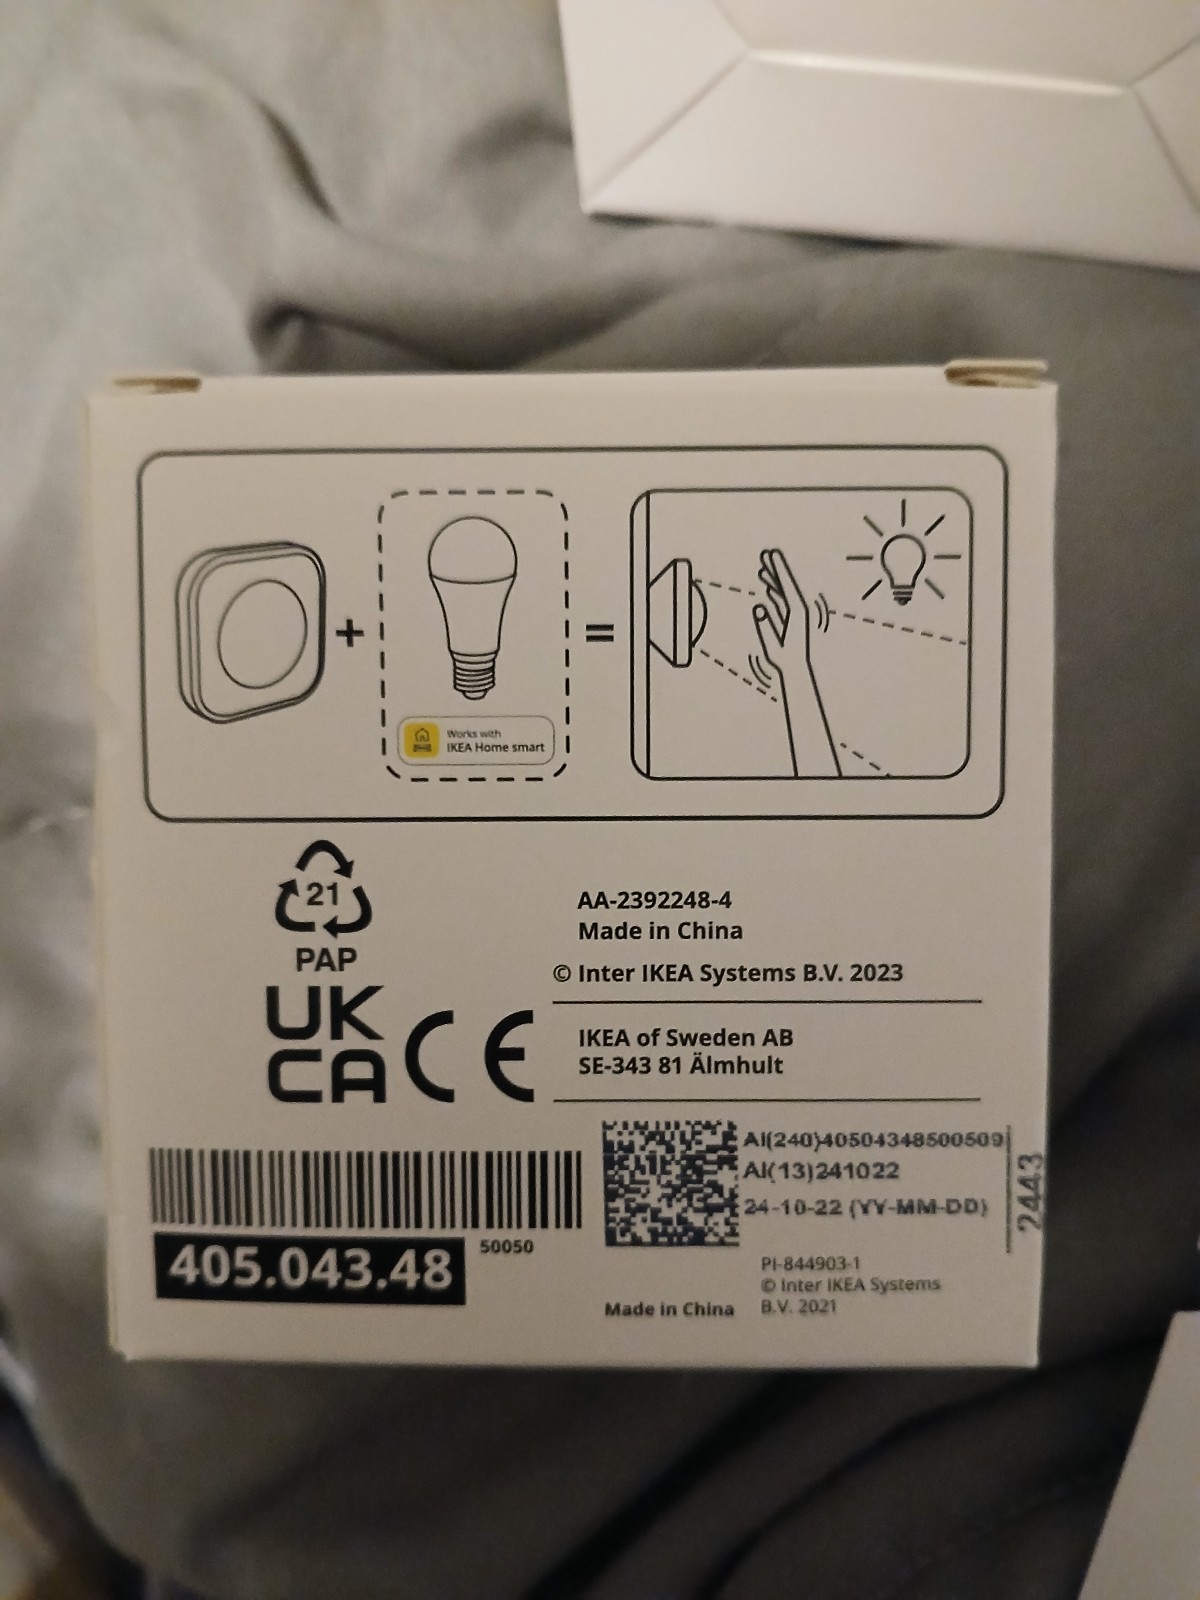 +
=
Works with
IKEA Home smart
21
PAP
UK
CA
CE
AA-2392248-4
Made in China
© Inter IKEA Systems B.V. 2023
IKEA of Sweden AB
SE-343 81 Älmhult
AI(240)40504348500509
AI(13)241022
24-10-22 (YY-MM-DD)
2443
50050
405.043.48
PI-844903-1
© Inter IKEA Systems
B.V. 2021
Made in China